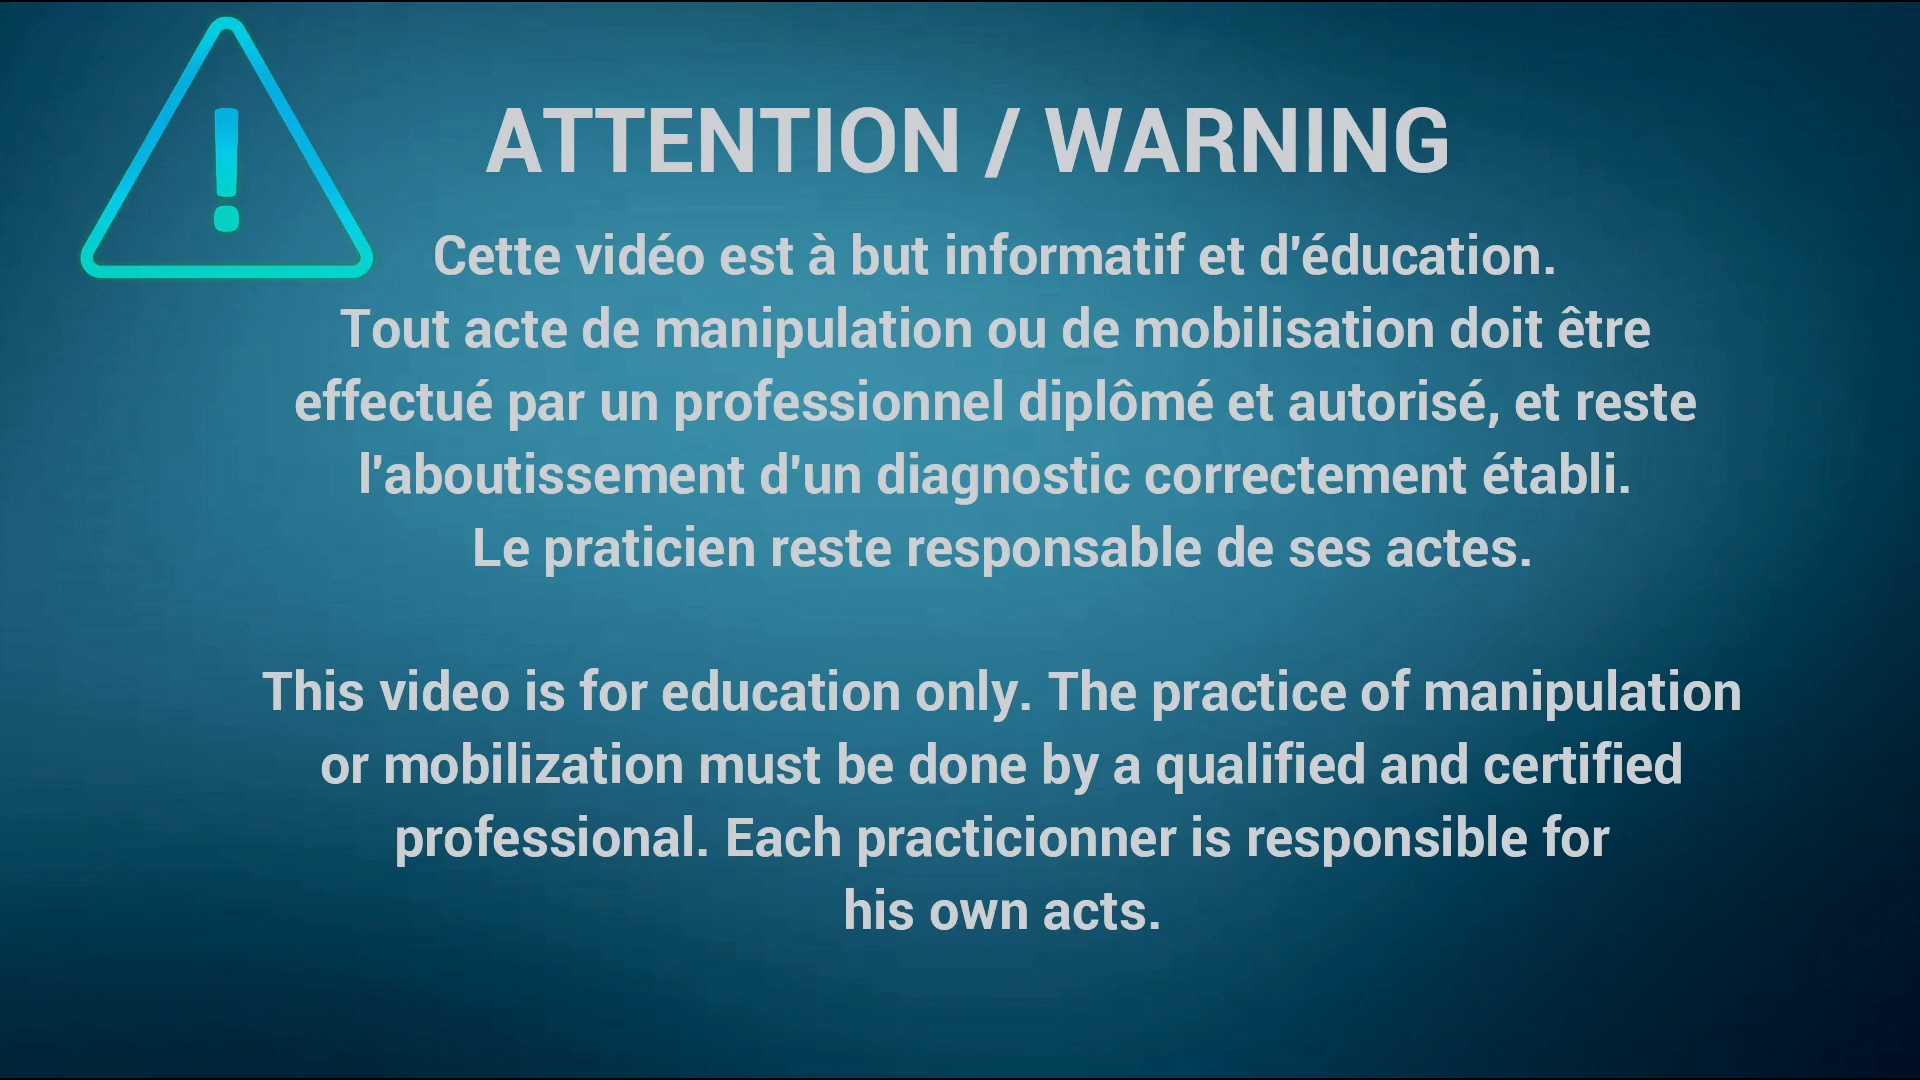 ATTENTION / WARNING
Cette vidéo est à but informatif et d'éducation.
Tout acte de manipulation ou de mobilisation doit être
effectué par un professionnel diplômé et autorisé, et reste
l'aboutissement d'un diagnostic correctement établi.
Le praticien reste responsable de ses actes.
This video is for education only. The practice of manipulation
or mobilization must be done by a qualified and certified
professional. Each practicionner is responsible for
his own acts.